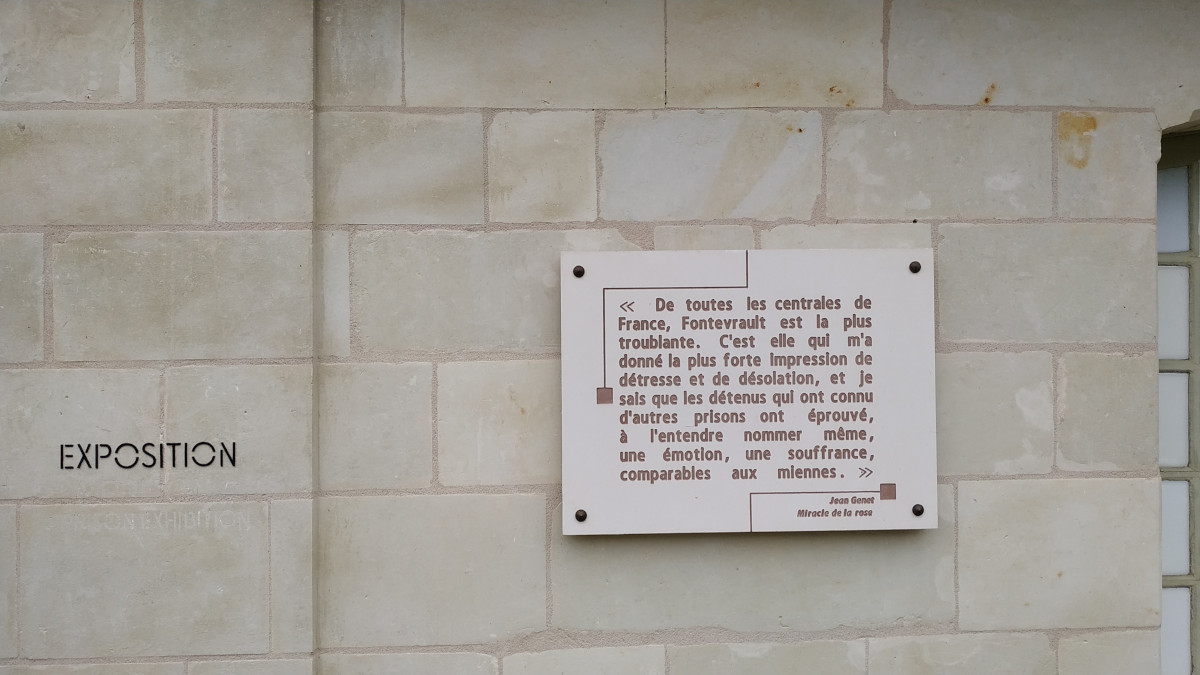 EXPOSITION
PRISON EXHIBITION
« De toutes les centrales de
France, Fontevrault est la plus
troublante. C'est elle qui m'a
donné la plus forte impression de
détresse et de désolation, et je
sais que les détenus qui ont connu
d'autres prisons ont éprouvé,
à l'entendre nommer même,
une émotion, une souffrance,
comparables aux miennes. »
Jean Genet
Miracle de la rose